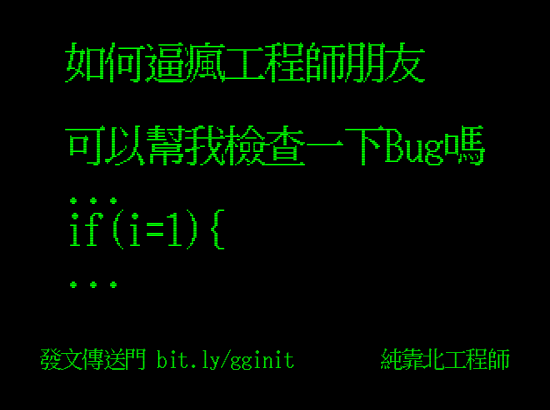 如何逼瘋工程師朋友
可以幫我檢查一下Bug嗎
...
if(i=1){
...
發文傳送門 bit.ly/gginit 純靠北工程師